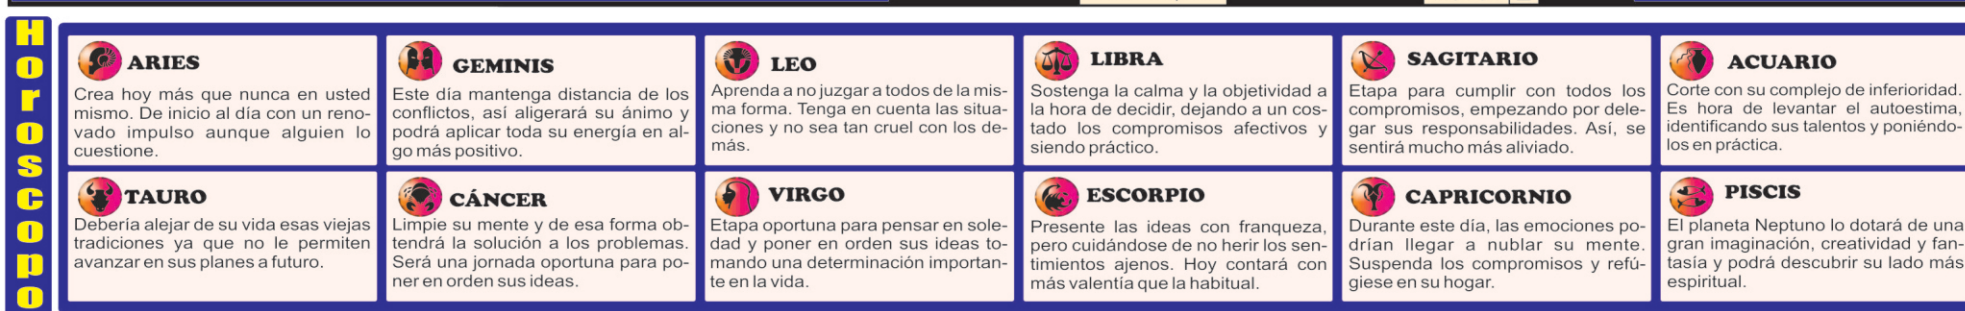 Horoscopo
ARIES
Crea hoy más que nunca en usted
mismo. De inicio al día con un reno-
vado impulso aunque alguien lo
cuestione.
TAURO
Debería alejar de su vida esas viejas
tradiciones ya que no le permiten
avanzar en sus planes a futuro.
GEMINIS
Este día mantenga distancia de los
conflictos, así aligerará su ánimo y
podrá aplicar toda su energía en al-
go más positivo.
CÁNCER
Limpie su mente y de esa forma ob-
tendrá la solución a los problemas.
Será una jornada oportuna para po-
ner en orden sus ideas.
LEO
Aprenda a no juzgar a todos de la mis-
ma forma. Tenga en cuenta las situa-
ciones y no sea tan cruel con los de-
más.
VIRGO
Etapa oportuna para pensar en sole-
dad y poner en orden sus ideas to-
mando una determinación importan-
te en la vida.
LIBRA
Sostenga la calma y la objetividad a
la hora de decidir, dejando a un cos-
tado los compromisos afectivos y
siendo práctico.
ESCORPIO
Presente las ideas con franqueza,
pero cuidándose de no herir los sen-
timientos ajenos. Hoy contará con
más valentía que la habitual.
SAGITARIO
Etapa para cumplir con todos los
compromisos, empezando por dele-
gar sus responsabilidades. Así, se
sentirá mucho más aliviado.
CAPRICORNIO
Durante este día, las emociones po-
drían llegar a nublar su mente.
Suspenda los compromisos y refú-
giese en su hogar.
ACUARIO
Corte con su complejo de inferioridad.
Es hora de levantar el autoestima,
identificando sus talentos y poniéndo-
los en práctica.
PISCIS
El planeta Neptuno lo dotará de una
gran imaginación, creatividad y fan-
tasía y podrá descubrir su lado más
espiritual.